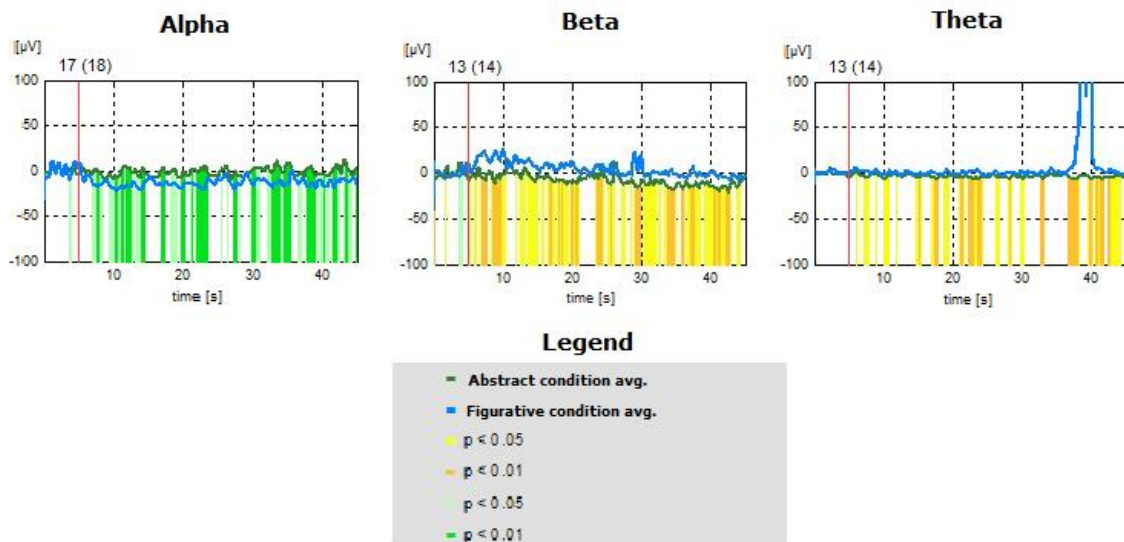 Alpha
Beta
Theta
[µV]
[µV]
[µV]
17 (18)
13 (14)
13 (14)
100
50
0
-50
-100
10
20
30
40
time [s]
100
50
0
-50
-100
10
20
30
40
time [s]
100
50
0
-50
-100
10
20
30
40
time [s]
Legend
Abstract condition avg.
Figurative condition avg.
p < 0.05
p < 0.01
p < 0.05
p < 0.01